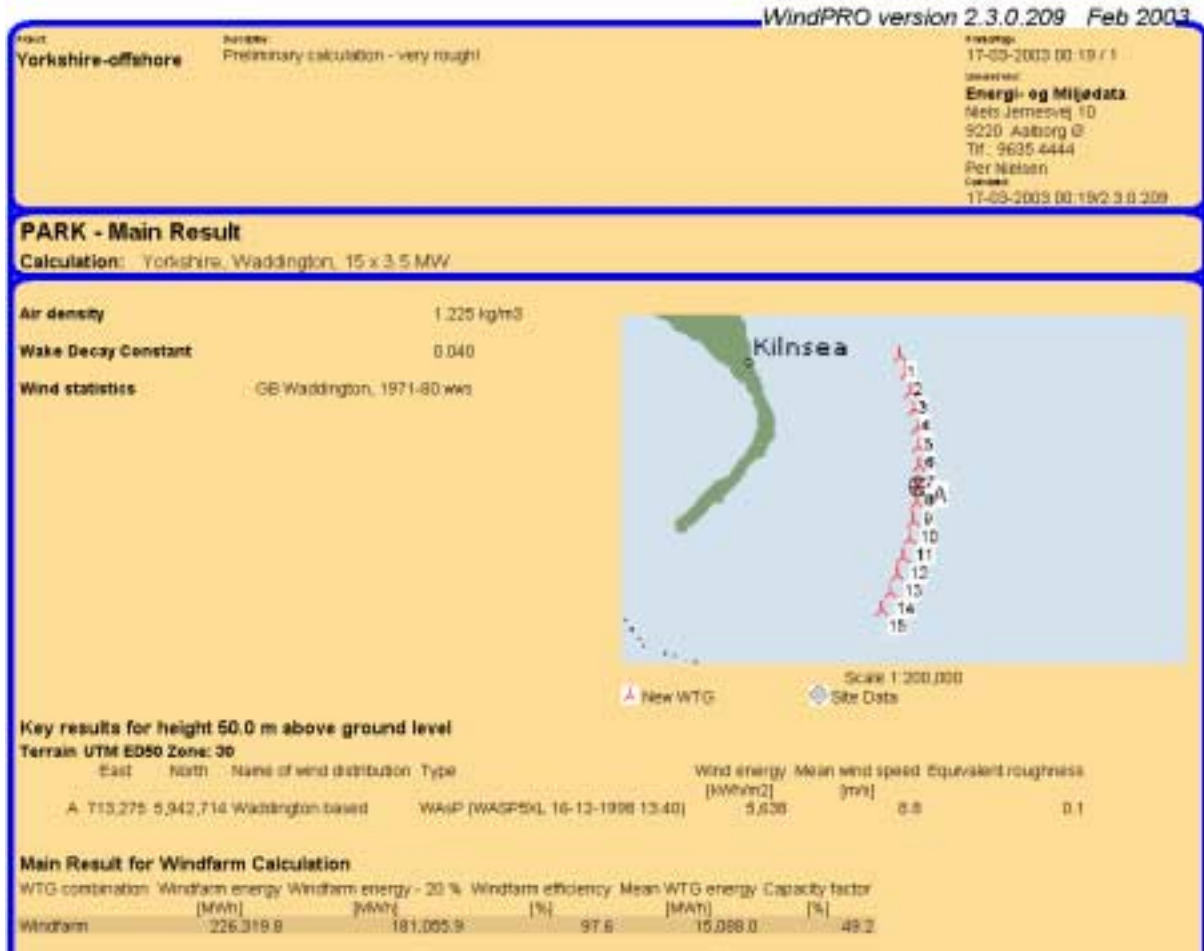 WindPRO version 2.3.0.209 Feb 2003
Project: Description: Printed/Page
Yorkshire-offshore Preliminary calculation - very rough! 17-03-2003 00:19 / 1
Energi- og Miljødata
Niels Jernesvej 10
9220 Aalborg Ø
Tlf.: 9635 4444
Per Nielsen
Calculated:
17-03-2003 00:19/2.3.0.209
PARK - Main Result
Calculation: Yorkshire, Waddington, 15 x 3.5 MW
Air density 1.225 kg/m3
Wake Decay Constant 0.040
Wind statistics GB Waddington, 1971-80.wws
Kilnsea
1
2
3
4
5
6
7
8 A
9
10
11
12
13
14
15
Scale 1:200,000
New WTG Site Data
Key results for height 50.0 m above ground level
Terrain UTM ED50 Zone: 30
East North Name of wind distribution Type Wind energy Mean wind speed Equivalent roughness
[kWh/m2] [m/s]
A 713,275 5,942,714 Waddington based WAsP (WASP5XL 16-12-1998 13:40) 5,638 8.8 0.1
Main Result for Windfarm Calculation
WTG combination Windfarm energy Windfarm energy - 20 % Windfarm efficiency Mean WTG energy Capacity factor
[MWh] [MWh] [%] [MWh] [%]
Windfarm 226,319.8 181,055.9 97.6 15,088.0 49.2